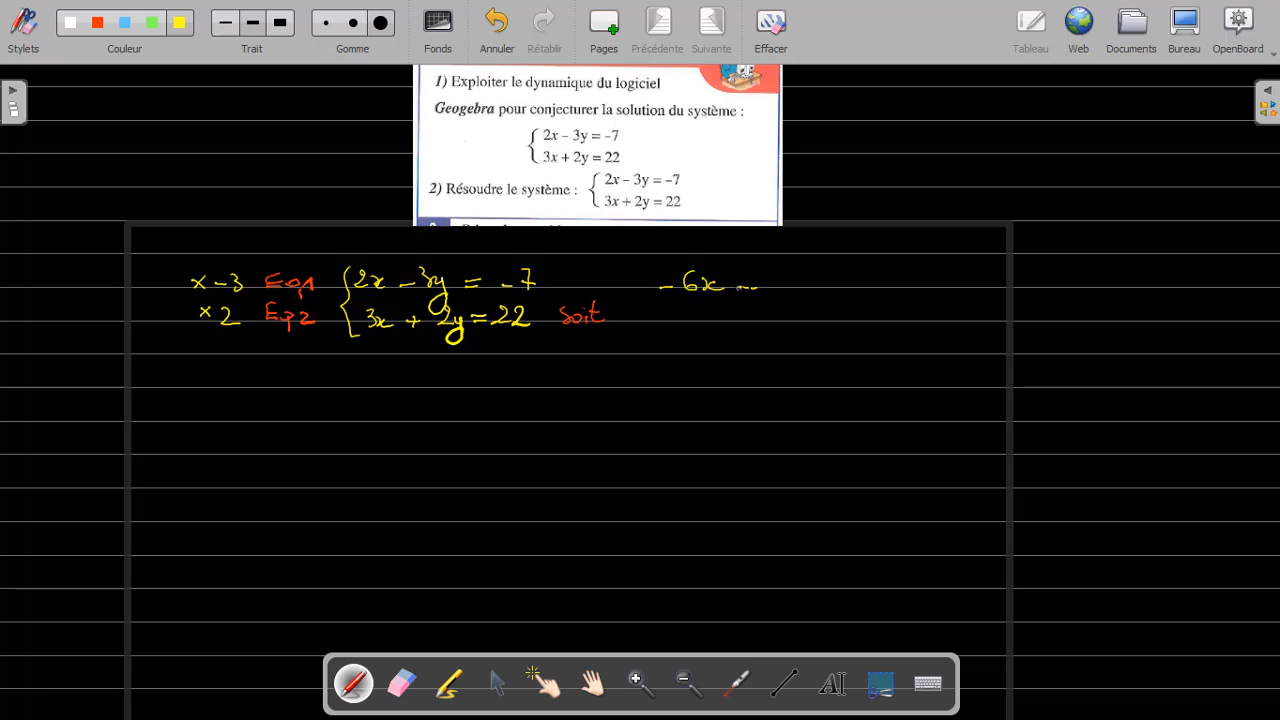 Stylets Couleur Trait Gomme Fonds Annuler Rétablir Pages Précédente Suivante Effacer Tableau Web Documents Bureau OpenBoard
1) Exploiter le dynamique du logiciel
Geogebra pour conjecturer la solution du système :
2x – 3y = –7
3x + 2y = 22
2) Résoudre le système :
2x – 3y = –7
3x + 2y = 22
x -3 Eq1 2x - 3y = -7 - 6x
x 2 Eq2 3x + 2y = 22 soit
AI